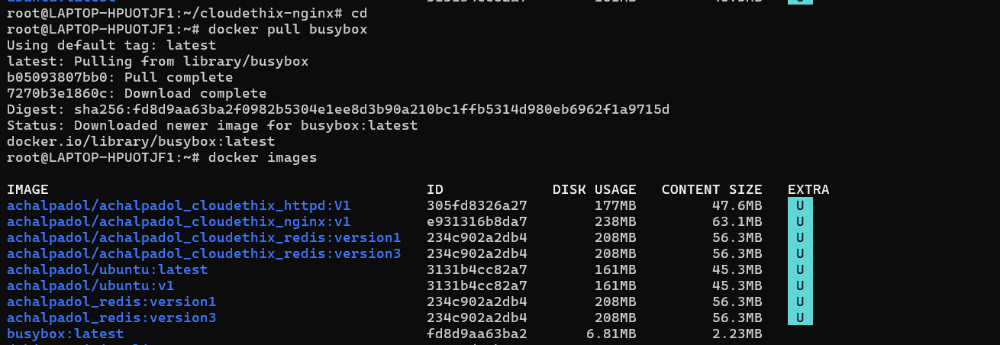 root@LAPTOP-HPUOTJF1:~/cloudethix-nginx# cd
root@LAPTOP-HPUOTJF1:~# docker pull busybox
Using default tag: latest
latest: Pulling from library/busybox
b05093807bb0: Pull complete
7270b3e1860c: Download complete
Digest: sha256:fd8d9aa63ba2f0982b5304e1ee8d3b90a210bc1ffb5314d980eb6962f1a9715d
Status: Downloaded newer image for busybox:latest
docker.io/library/busybox:latest
root@LAPTOP-HPUOTJF1:~# docker images
IMAGE ID DISK USAGE CONTENT SIZE EXTRA
achalpadol/achalpadol_cloudethix_httpd:V1 305fd8326a27 177MB 47.6MB U
achalpadol/achalpadol_cloudethix_nginx:v1 e931316b8da7 238MB 63.1MB U
achalpadol/achalpadol_cloudethix_redis:version1 234c902a2db4 208MB 56.3MB U
achalpadol/achalpadol_cloudethix_redis:version3 234c902a2db4 208MB 56.3MB U
achalpadol/ubuntu:latest 3131b4cc82a7 161MB 45.3MB U
achalpadol/ubuntu:v1 3131b4cc82a7 161MB 45.3MB U
achalpadol_redis:version1 234c902a2db4 208MB 56.3MB U
achalpadol_redis:version3 234c902a2db4 208MB 56.3MB U
busybox:latest fd8d9aa63ba2 6.81MB 2.23MB